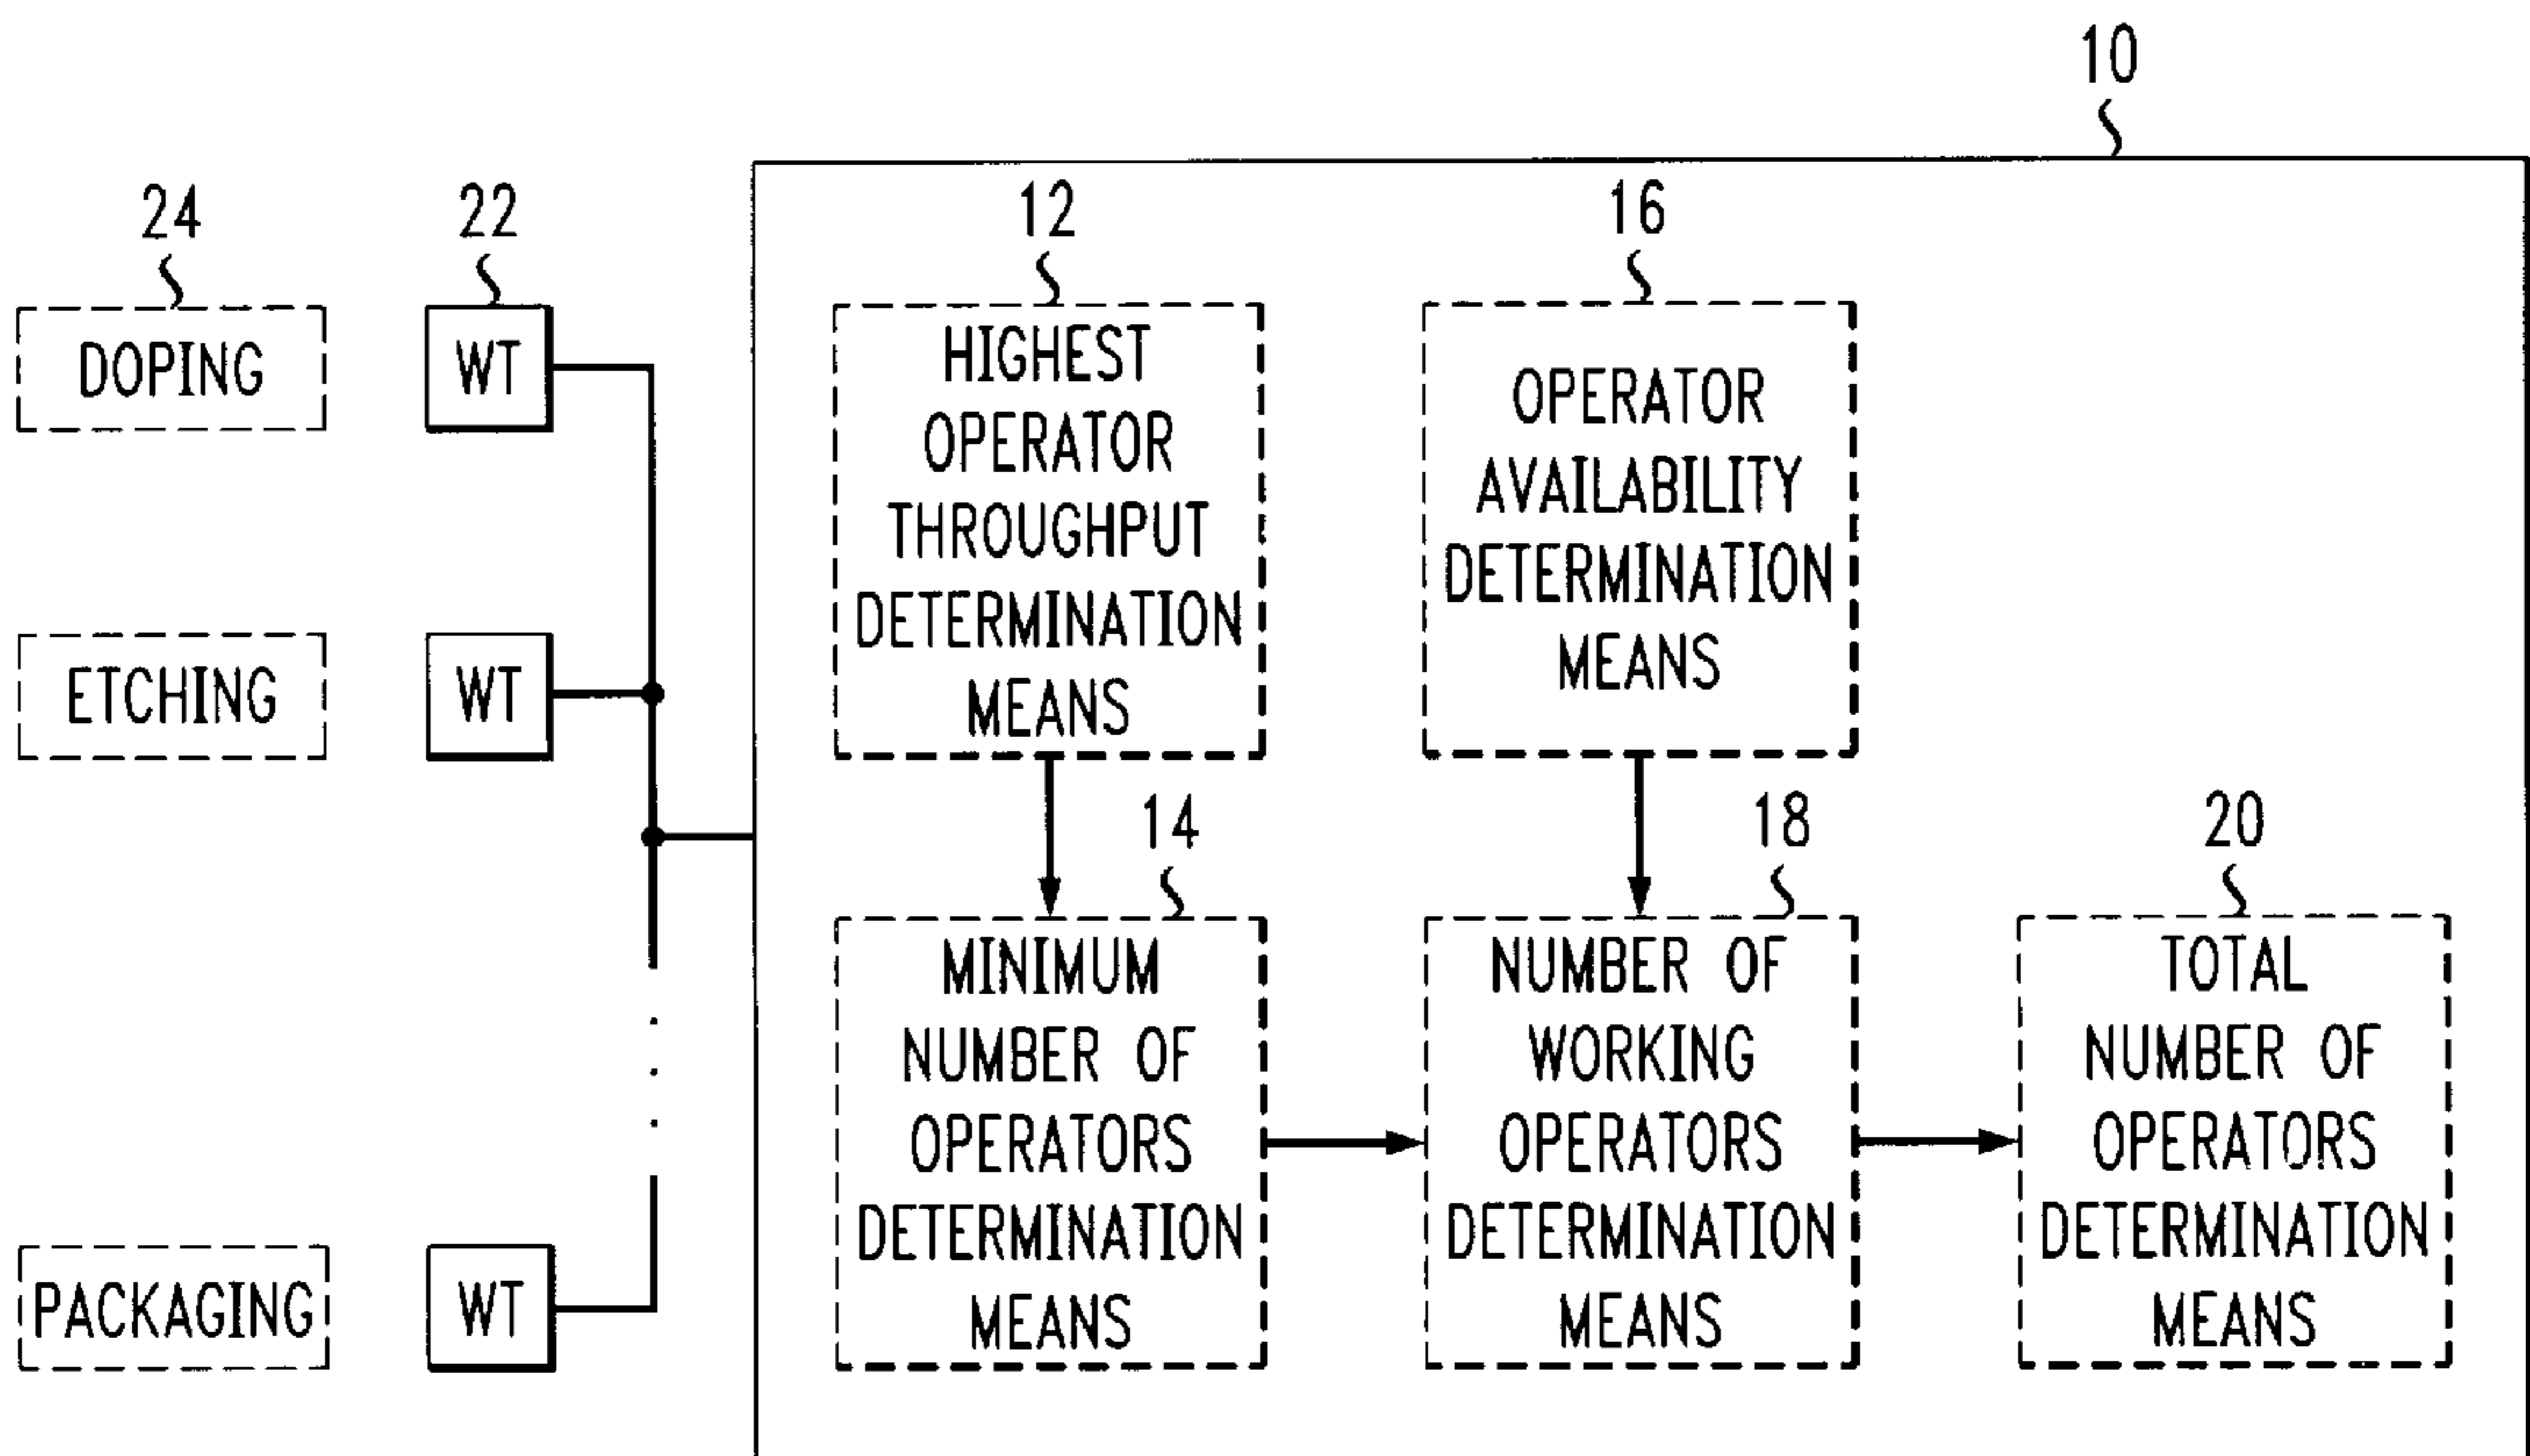 10
24
22
12
16
DOPING
WT
HIGHEST
OPERATOR
THROUGHPUT
DETERMINATION
MEANS
OPERATOR
AVAILABILITY
DETERMINATION
MEANS
ETCHING
WT
14
18
20
MINIMUM
NUMBER OF
OPERATORS
DETERMINATION
MEANS
NUMBER OF
WORKING
OPERATORS
DETERMINATION
MEANS
TOTAL
NUMBER OF
OPERATORS
DETERMINATION
MEANS
PACKAGING
WT